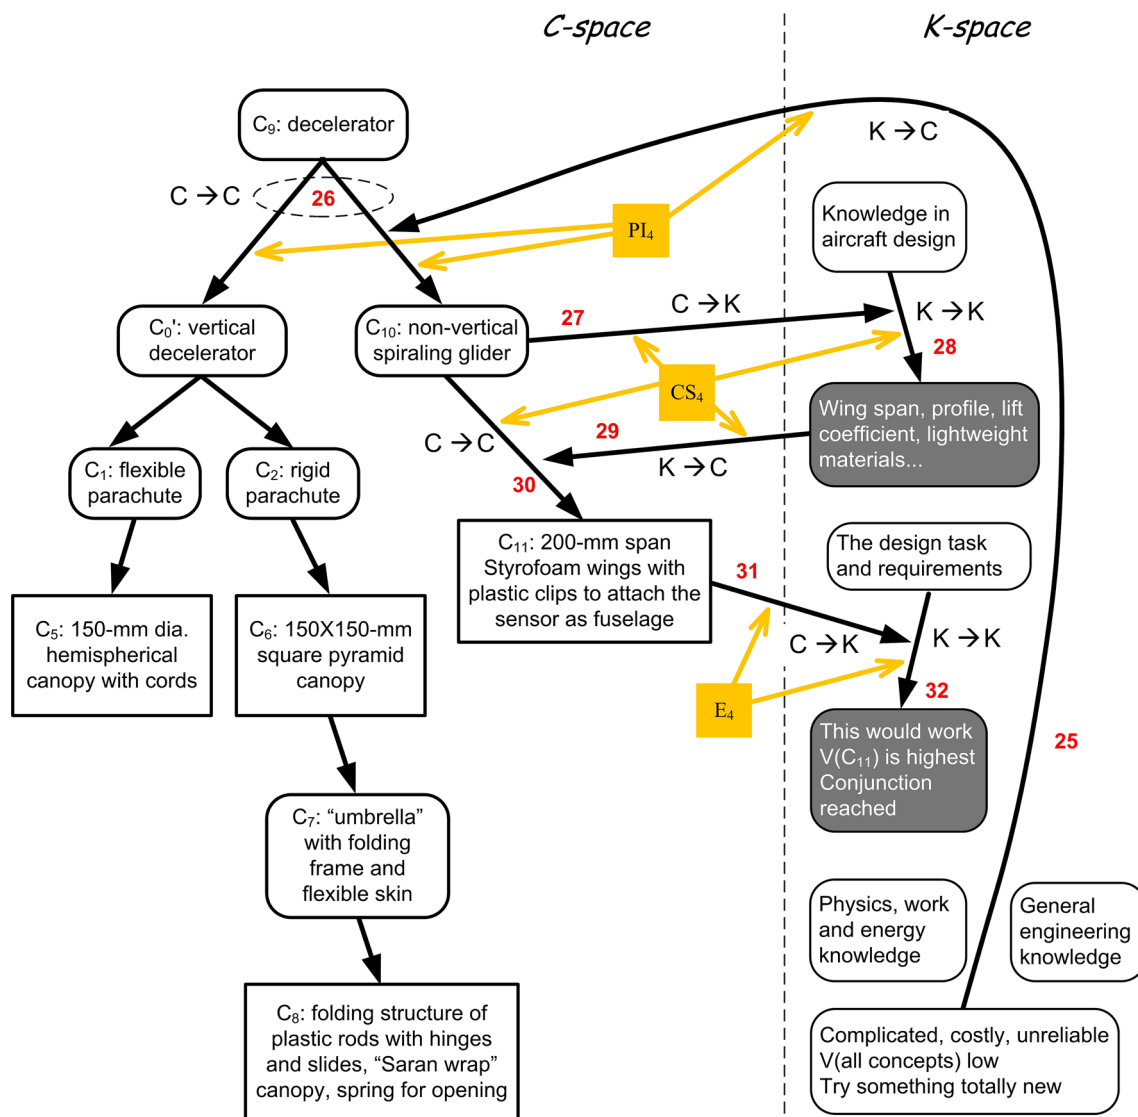 C-space
K-space
C₉: decelerator
K → C
C → C
26
PI₄
Knowledge in
aircraft design
C₀': vertical
decelerator
C₁₀: non-vertical
spiraling glider
27
C → K
K → K
28
CS₄
Wing span, profile, lift
coefficient, lightweight
materials...
29
C → C
K → C
30
C₁: flexible
parachute
C₂: rigid
parachute
C₁₁: 200-mm span
Styrofoam wings with
plastic clips to attach the
sensor as fuselage
The design task
and requirements
31
C → K
K → K
32
C₅: 150-mm dia.
hemispherical
canopy with cords
C₆: 150X150-mm
square pyramid
canopy
E₄
This would work
V(C₁₁) is highest
Conjunction
reached
25
C₇: “umbrella”
with folding
frame and
flexible skin
Physics, work
and energy
knowledge
General
engineering
knowledge
C₈: folding structure of
plastic rods with hinges
and slides, “Saran wrap”
canopy, spring for opening
Complicated, costly, unreliable
V(all concepts) low
Try something totally new